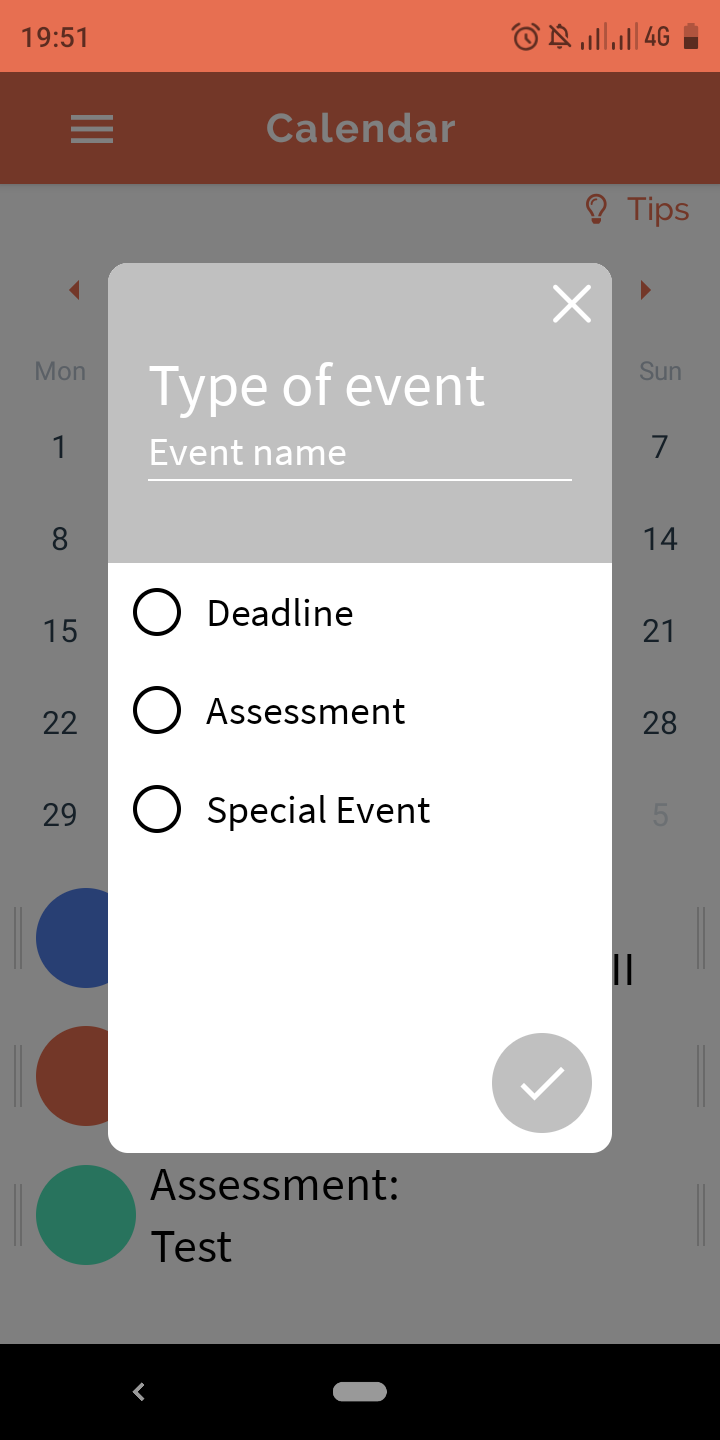 19:51 4G
Calendar
Tips
Type of event
Event name
Mon Sun
1 7
8 14
15 21
22 28
29 5
Deadline
Assessment
Special Event
Assessment:
Test